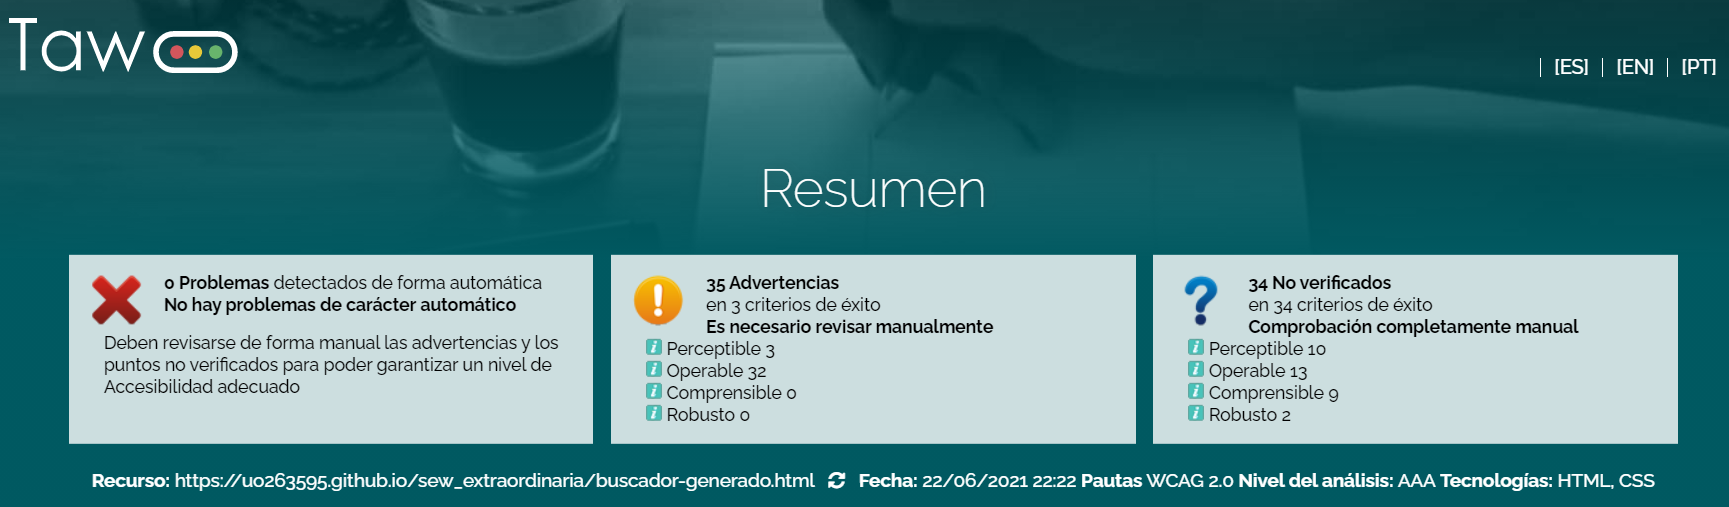 Taw
[ES] [EN] [PT]
Resumen
0 Problemas detectados de forma automática
No hay problemas de carácter automático
Deben revisarse de forma manual las advertencias y los
puntos no verificados para poder garantizar un nivel de
Accesibilidad adecuado
35 Advertencias
en 3 criterios de éxito
Es necesario revisar manualmente
Perceptible 3
Operable 32
Comprensible 0
Robusto 0
34 No verificados
en 34 criterios de éxito
Comprobación completamente manual
Perceptible 10
Operable 13
Comprensible 9
Robusto 2
Recurso: https://uo263595.github.io/sew_extraordinaria/buscador-generado.html Fecha: 22/06/2021 22:22 Pautas WCAG 2.0 Nivel del análisis: AAA Tecnologías: HTML, CSS